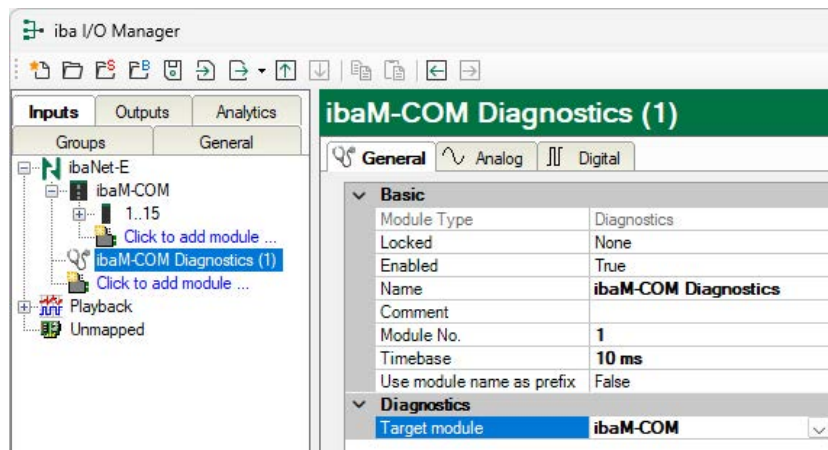 iba I/O Manager
Inputs Outputs Analytics
Groups General
ibaNet-E
ibaM-COM
1..15
Click to add module ...
ibaM-COM Diagnostics (1)
Click to add module ...
Playback
Unmapped
ibaM-COM Diagnostics (1)
General Analog Digital
Basic
Module Type Diagnostics
Locked None
Enabled True
Name ibaM-COM Diagnostics
Comment
Module No. 1
Timebase 10 ms
Use module name as prefix False
Diagnostics
Target module ibaM-COM